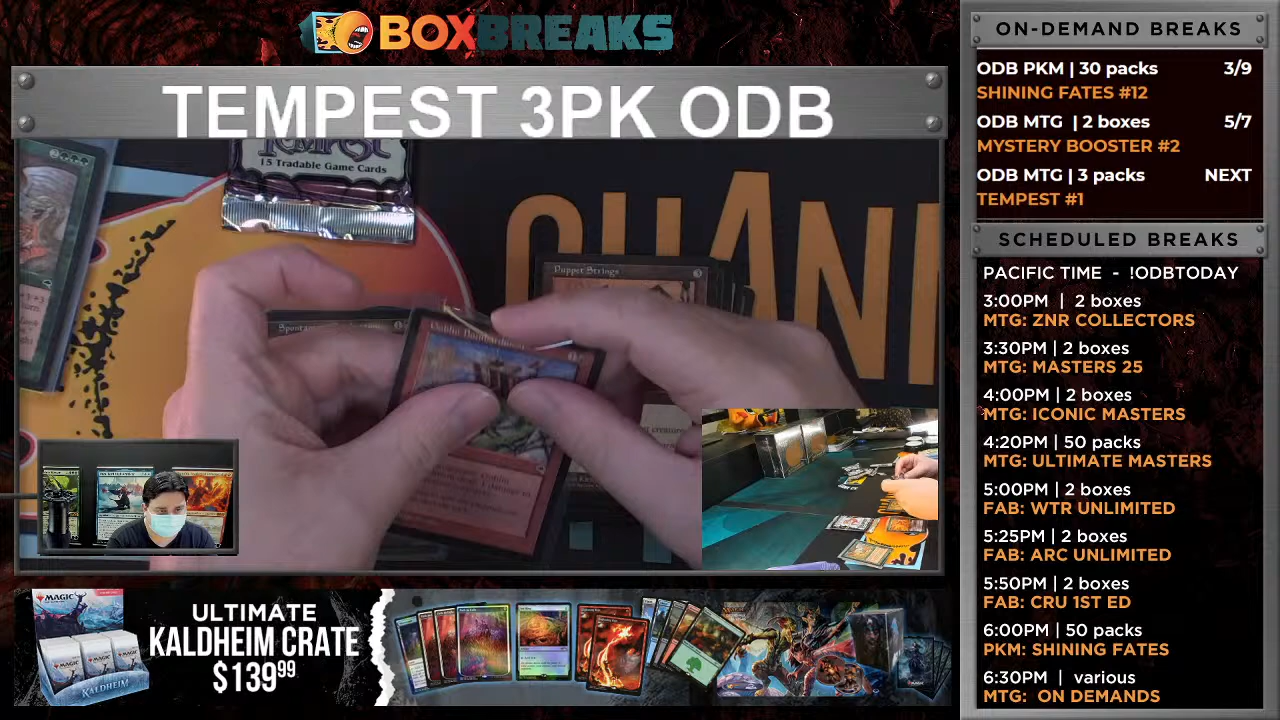 BOXBREAKS
TEMPEST 3PK ODB
TEMPEST
15 Tradable Game Cards
Puppet Strings
CHANN
Goblin
ON-DEMAND BREAKS
ODB PKM | 30 packs 3/9
SHINING FATES #12
ODB MTG | 2 boxes 5/7
MYSTERY BOOSTER #2
ODB MTG | 3 packs NEXT
TEMPEST #1
SCHEDULED BREAKS
PACIFIC TIME - !ODBTODAY
3:00PM | 2 boxes
MTG: ZNR COLLECTORS
3:30PM | 2 boxes
MTG: MASTERS 25
4:00PM | 2 boxes
MTG: ICONIC MASTERS
4:20PM | 50 packs
MTG: ULTIMATE MASTERS
5:00PM | 2 boxes
FAB: WTR UNLIMITED
5:25PM | 2 boxes
FAB: ARC UNLIMITED
5:50PM | 2 boxes
FAB: CRU 1ST ED
6:00PM | 50 packs
PKM: SHINING FATES
6:30PM | various
MTG: ON DEMANDS
MAGIC
KALDHEIM
ULTIMATE
KALDHEIM CRATE
$139.99